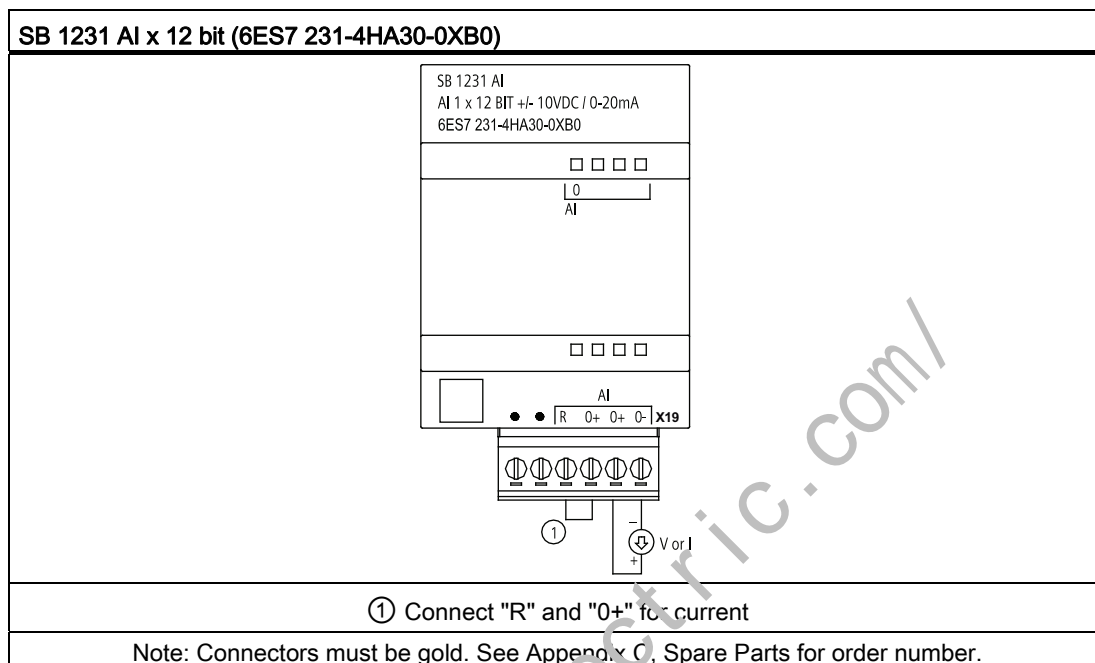 SB 1231 AI x 12 bit (6ES7 231-4HA30-0XB0)
SB 1231 AI
AI 1 x 12 BIT +/- 10VDC / 0-20mA
6ES7 231-4HA30-0XB0
0
AI
AI
R 0+ 0+ 0- X19
①
−
V or I
+
① Connect "R" and "0+" for current
Note: Connectors must be gold. See Appendix C, Spare Parts for order number.
ctric.com/